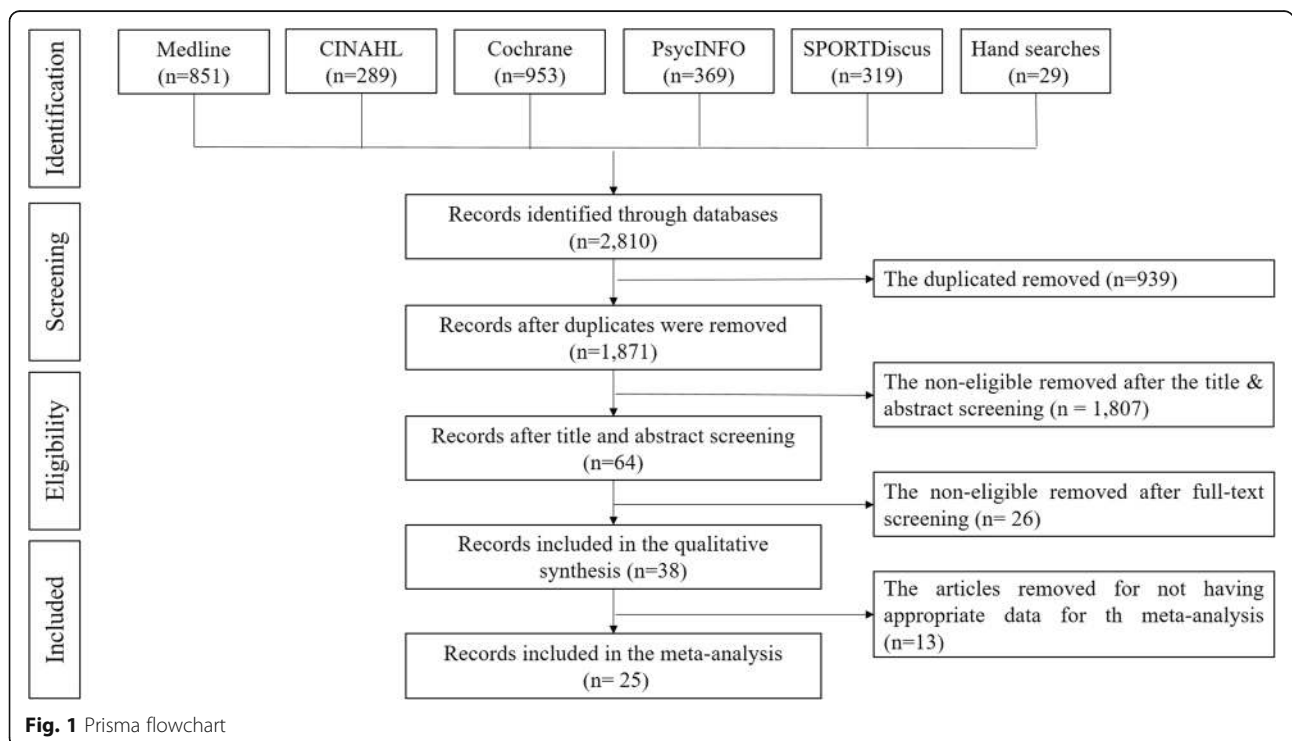 Identification
Medline
(n=851)
CINAHL
(n=289)
Cochrane
(n=953)
PsycINFO
(n=369)
SPORTDiscus
(n=319)
Hand searches
(n=29)
Screening
Records identified through databases
(n=2,810)
The duplicated removed (n=939)
Records after duplicates were removed
(n=1,871)
Eligibility
The non-eligible removed after the title &
abstract screening (n = 1,807)
Records after title and abstract screening
(n=64)
The non-eligible removed after full-text
screening (n= 26)
Included
Records included in the qualitative
synthesis (n=38)
The articles removed for not having
appropriate data for th meta-analysis
(n=13)
Records included in the meta-analysis
(n= 25)
Fig. 1 Prisma flowchart